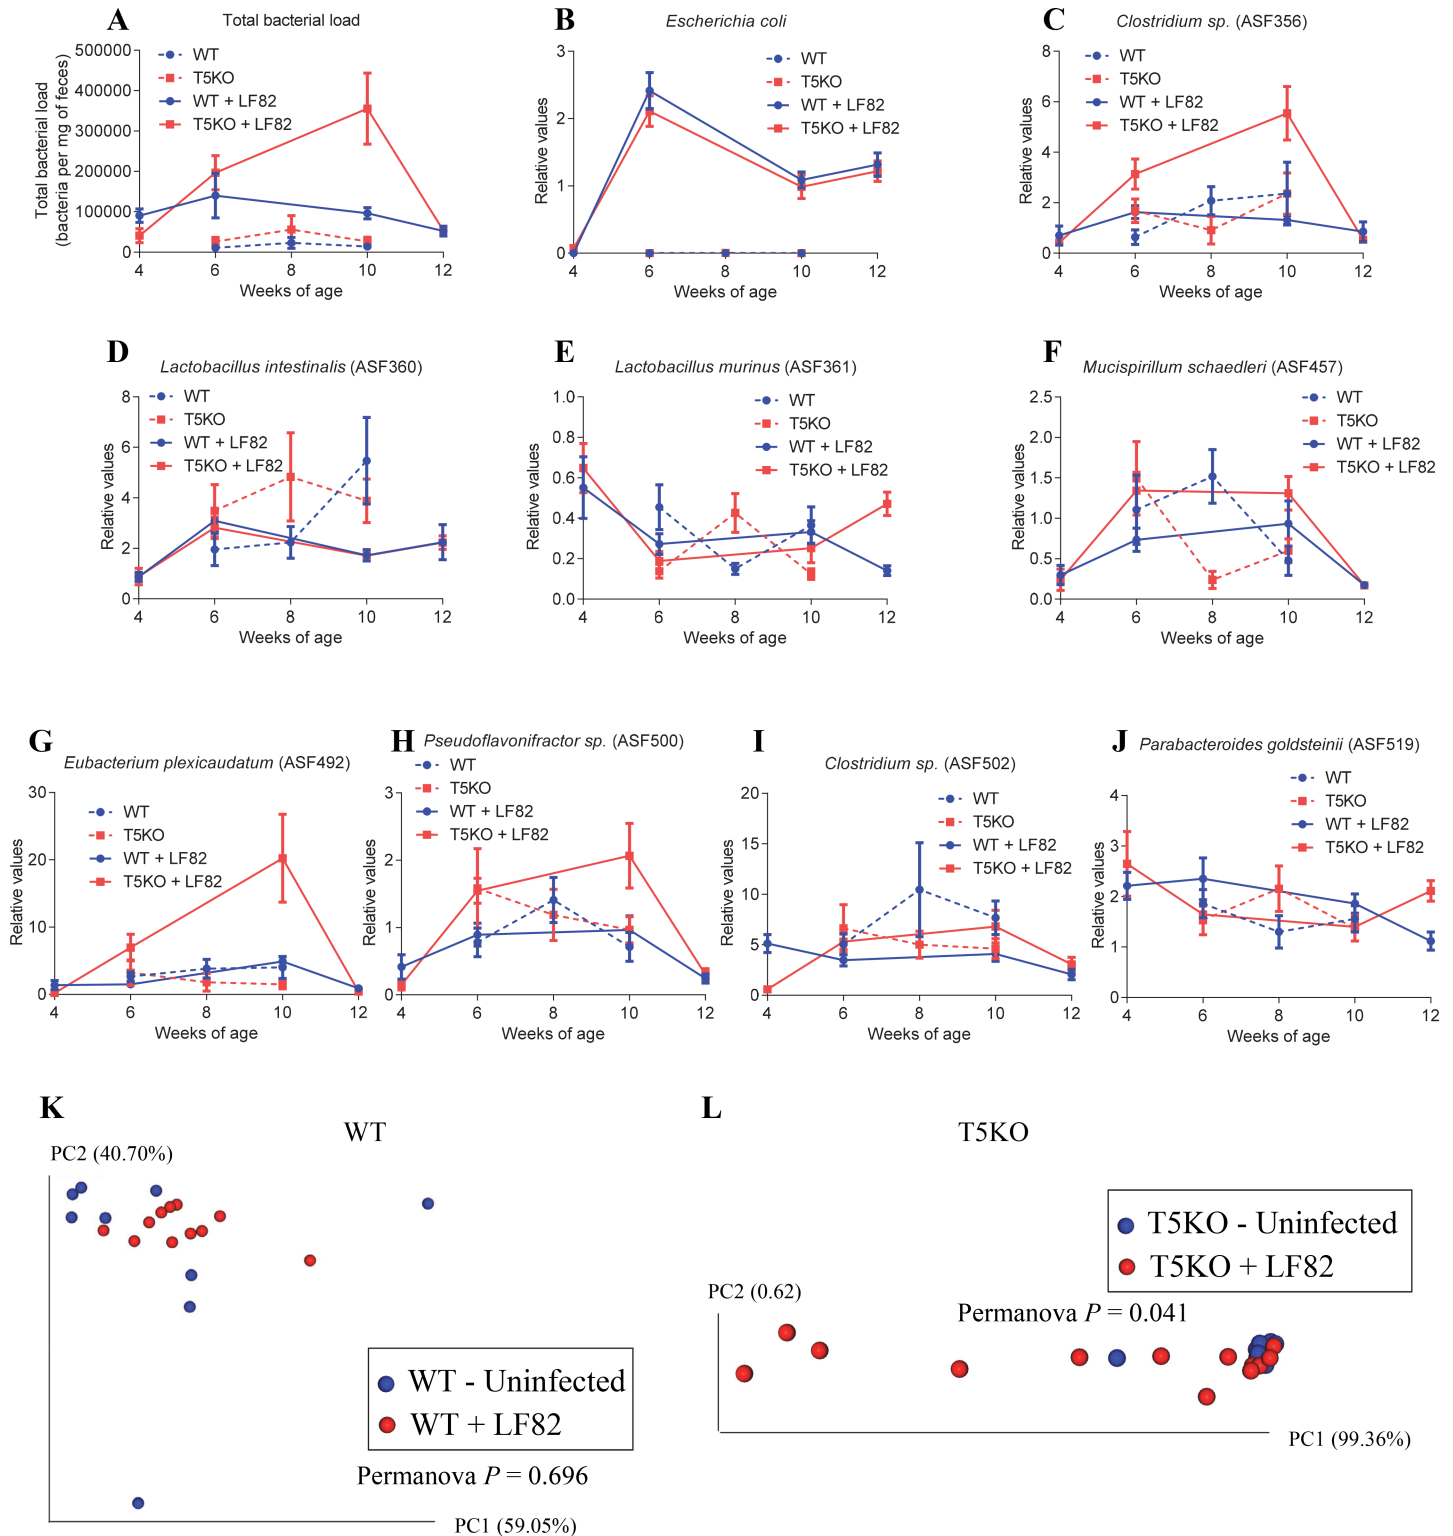 A
Total bacterial load
Total bacterial load
(bacteria per mg of feces)
500000
400000
300000
200000
100000
0
WT
T5KO
WT + LF82
T5KO + LF82
4 6 8 10 12
Weeks of age
B
Escherichia coli
Relative values
3
2
1
0
WT
T5KO
WT + LF82
T5KO + LF82
4 6 8 10 12
Weeks of age
C
Clostridium sp. (ASF356)
Relative values
8
6
4
2
0
WT
T5KO
WT + LF82
T5KO + LF82
4 6 8 10 12
Weeks of age
D
Lactobacillus intestinalis (ASF360)
Relative values
8
6
4
2
0
WT
T5KO
WT + LF82
T5KO + LF82
4 6 8 10 12
Weeks of age
E
Lactobacillus murinus (ASF361)
Relative values
1.0
0.8
0.6
0.4
0.2
0.0
WT
T5KO
WT + LF82
T5KO + LF82
4 6 8 10 12
Weeks of age
F
Mucispirillum schaedleri (ASF457)
Relative values
2.5
2.0
1.5
1.0
0.5
0.0
WT
T5KO
WT + LF82
T5KO + LF82
4 6 8 10 12
Weeks of age
G
Eubacterium plexicaudatum (ASF492)
Relative values
30
20
10
0
WT
T5KO
WT + LF82
T5KO + LF82
4 6 8 10 12
Weeks of age
H
Pseudoflavonifractor sp. (ASF500)
Relative values
3
2
1
0
WT
T5KO
WT + LF82
T5KO + LF82
4 6 8 10 12
Weeks of age
I
Clostridium sp. (ASF502)
Relative values
20
15
10
5
0
WT
T5KO
WT + LF82
T5KO + LF82
4 6 8 10 12
Weeks of age
J
Parabacteroides goldsteinii (ASF519)
Relative values
4
3
2
1
0
WT
T5KO
WT + LF82
T5KO + LF82
4 6 8 10 12
Weeks of age
K
WT
PC2 (40.70%)
WT - Uninfected
WT + LF82
Permanova P = 0.696
PC1 (59.05%)
L
T5KO
T5KO - Uninfected
T5KO + LF82
PC2 (0.62)
Permanova P = 0.041
PC1 (99.36%)